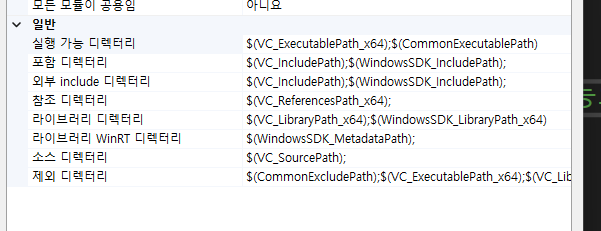 모든 모듈이 공용임 아니요
일반
실행 가능 디렉터리 $(VC_ExecutablePath_x64);$(CommonExecutablePath)
포함 디렉터리 $(VC_IncludePath);$(WindowsSDK_IncludePath);
외부 include 디렉터리 $(VC_IncludePath);$(WindowsSDK_IncludePath);
참조 디렉터리 $(VC_ReferencesPath_x64);
라이브러리 디렉터리 $(VC_LibraryPath_x64);$(WindowsSDK_LibraryPath_x64)
라이브러리 WinRT 디렉터리 $(WindowsSDK_MetadataPath);
소스 디렉터리 $(VC_SourcePath);
제외 디렉터리 $(CommonExcludePath);$(VC_ExecutablePath_x64);$(VC_Lib